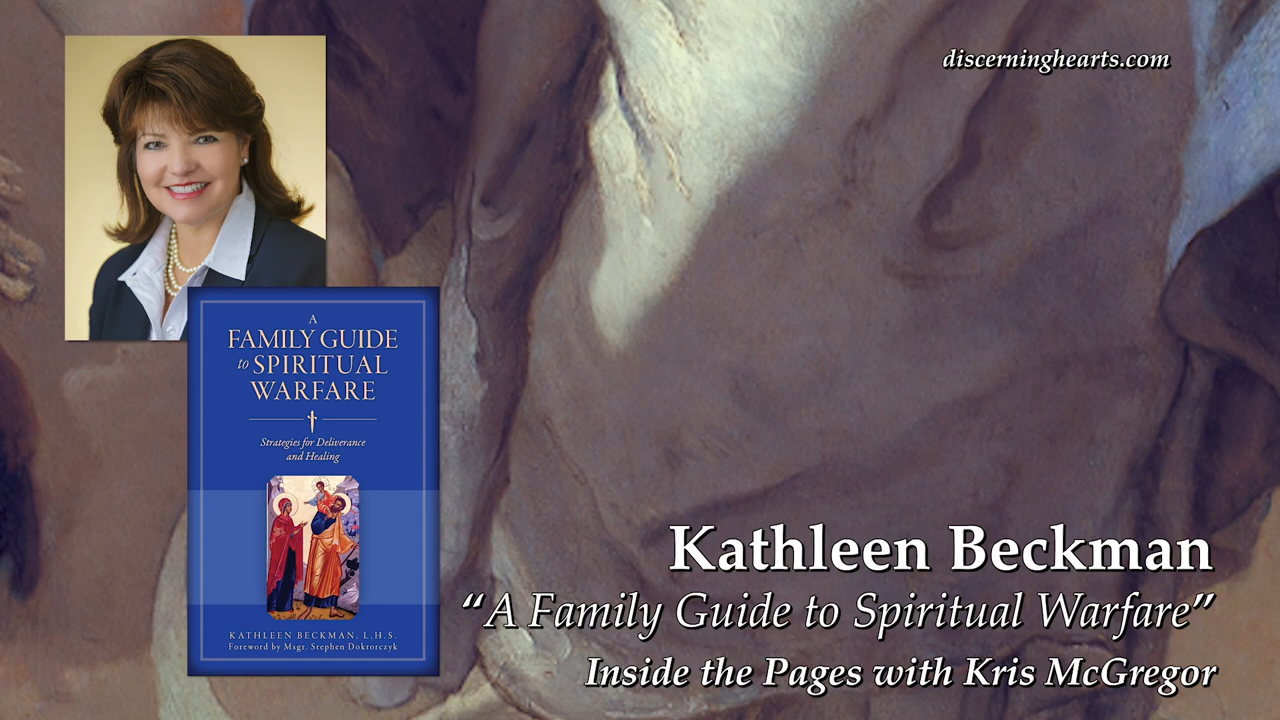 discerninghearts.com
A
FAMILY GUIDE
to SPIRITUAL
WARFARE
Strategies for Deliverance
and Healing
KATHLEEN BECKMAN, L.H.S.
Foreword by Msgr. Stephen Doktorczyk
Kathleen Beckman
“A Family Guide to Spiritual Warfare”
Inside the Pages with Kris McGregor